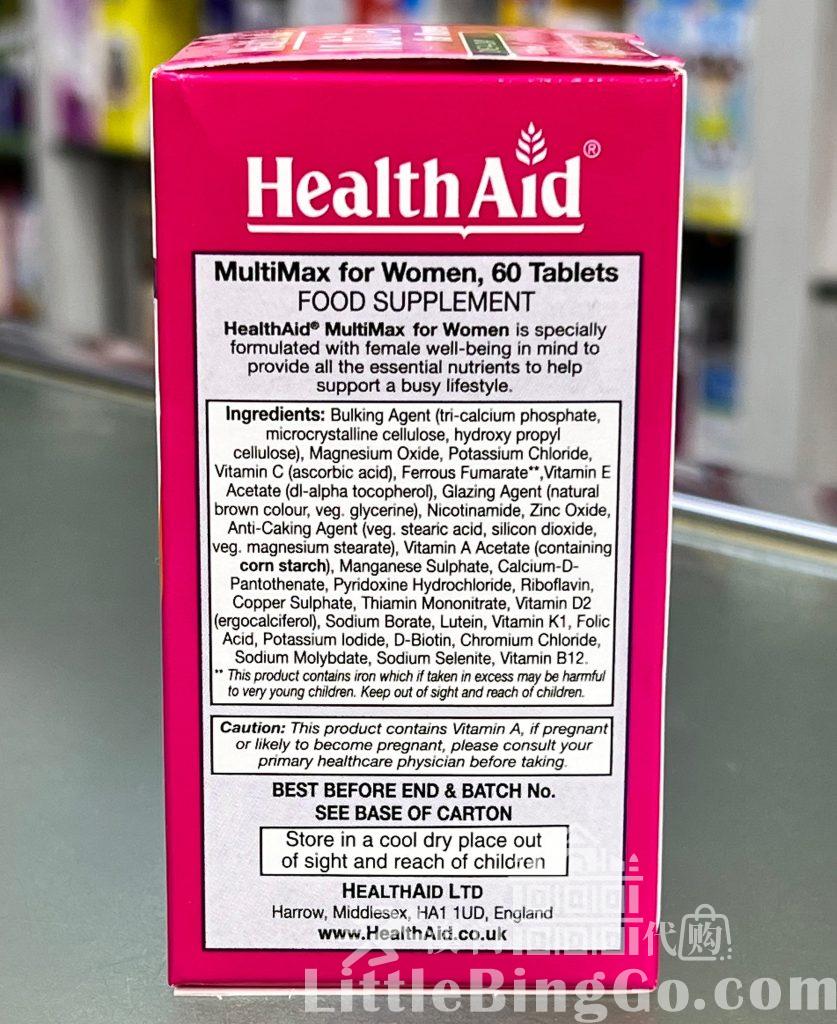 HealthAid®
MultiMax for Women, 60 Tablets
FOOD SUPPLEMENT
HealthAid® MultiMax for Women is specially
formulated with female well-being in mind to
provide all the essential nutrients to help
support a busy lifestyle.
Ingredients: Bulking Agent (tri-calcium phosphate,
microcrystalline cellulose, hydroxy propyl
cellulose), Magnesium Oxide, Potassium Chloride,
Vitamin C (ascorbic acid), Ferrous Fumarate**,Vitamin E
Acetate (dl-alpha tocopherol), Glazing Agent (natural
brown colour, veg. glycerine), Nicotinamide, Zinc Oxide,
Anti-Caking Agent (veg. stearic acid, silicon dioxide,
veg. magnesium stearate), Vitamin A Acetate (containing
corn starch), Manganese Sulphate, Calcium-D-
Pantothenate, Pyridoxine Hydrochloride, Riboflavin,
Copper Sulphate, Thiamin Mononitrate, Vitamin D2
(ergocalciferol), Sodium Borate, Lutein, Vitamin K1, Folic
Acid, Potassium Iodide, D-Biotin, Chromium Chloride,
Sodium Molybdate, Sodium Selenite, Vitamin B12.
** This product contains iron which if taken in excess may be harmful
to very young children. Keep out of sight and reach of children.
Caution: This product contains Vitamin A, if pregnant
or likely to become pregnant, please consult your
primary healthcare physician before taking.
BEST BEFORE END & BATCH No.
SEE BASE OF CARTON
Store in a cool dry place out
of sight and reach of children
HEALTHAID LTD
Harrow, Middlesex, HA1 1UD, England
www.HealthAid.co.uk
代购
LittleBingGo.com